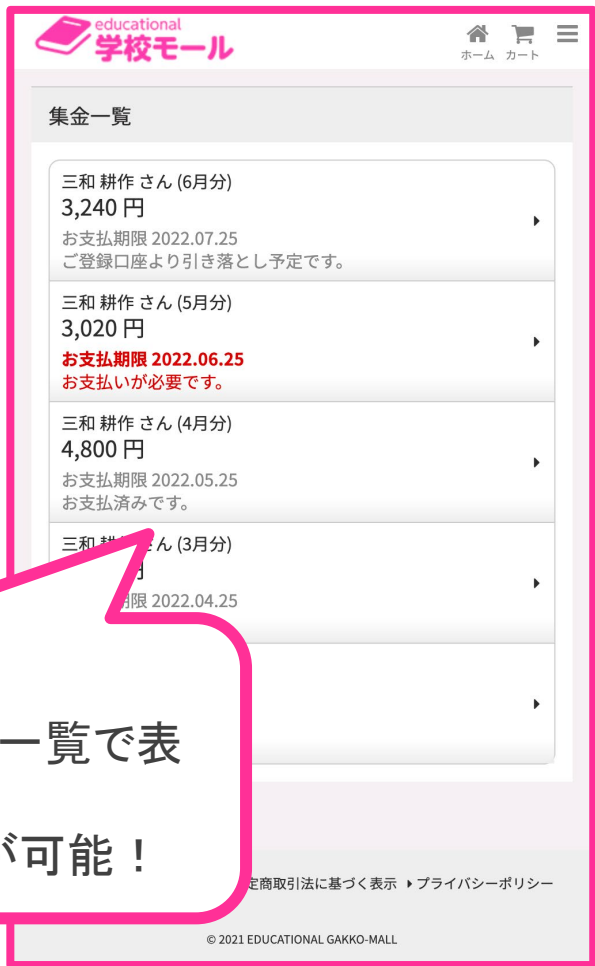 educational
学校モール
ホーム カート
集金一覧
三和 耕作 さん (6月分)
3,240 円
お支払期限 2022.07.25
ご登録口座より引き落とし予定です。
三和 耕作 さん (5月分)
3,020 円
お支払期限 2022.06.25
お支払いが必要です。
三和 耕作 さん (4月分)
4,800 円
お支払期限 2022.05.25
お支払済みです。
三和 さん (3月分)
期限 2022.04.25
一覧で表
が可能！
定商取引法に基づく表示 プライバシーポリシー
© 2021 EDUCATIONAL GAKKO-MALL